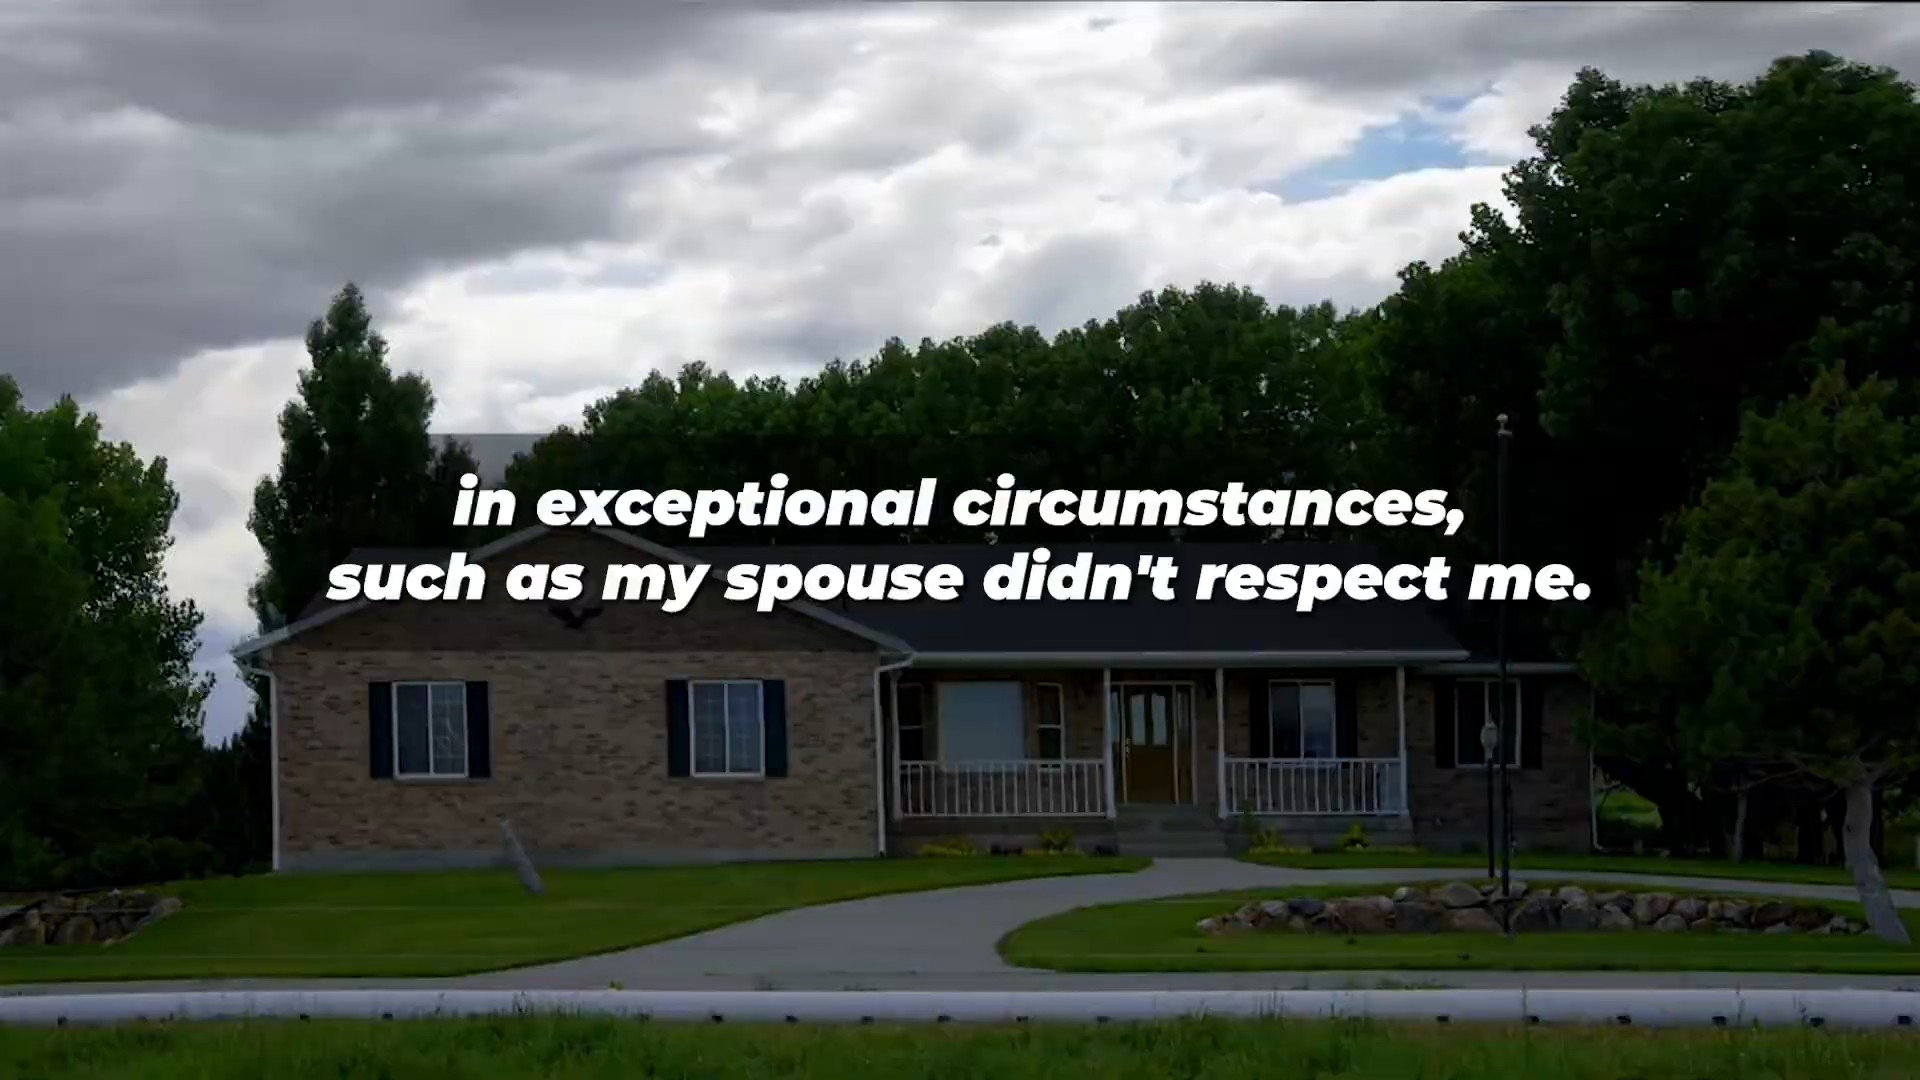 in exceptional circumstances,
such as my spouse didn't respect me.